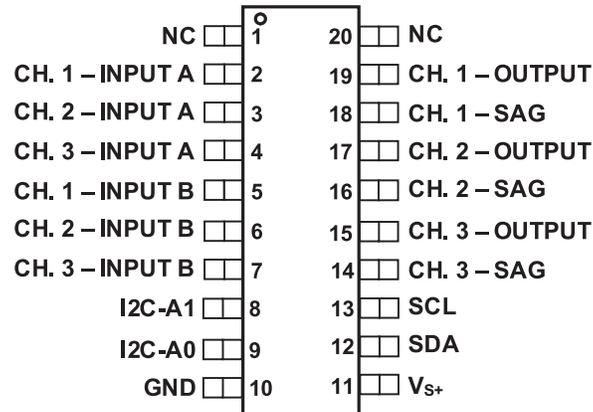 NC 1 20 NC
CH. 1 – INPUT A 2 19 CH. 1 – OUTPUT
CH. 2 – INPUT A 3 18 CH. 1 – SAG
CH. 3 – INPUT A 4 17 CH. 2 – OUTPUT
CH. 1 – INPUT B 5 16 CH. 2 – SAG
CH. 2 – INPUT B 6 15 CH. 3 – OUTPUT
CH. 3 – INPUT B 7 14 CH. 3 – SAG
I2C-A1 8 13 SCL
I2C-A0 9 12 SDA
GND 10 11 VS+